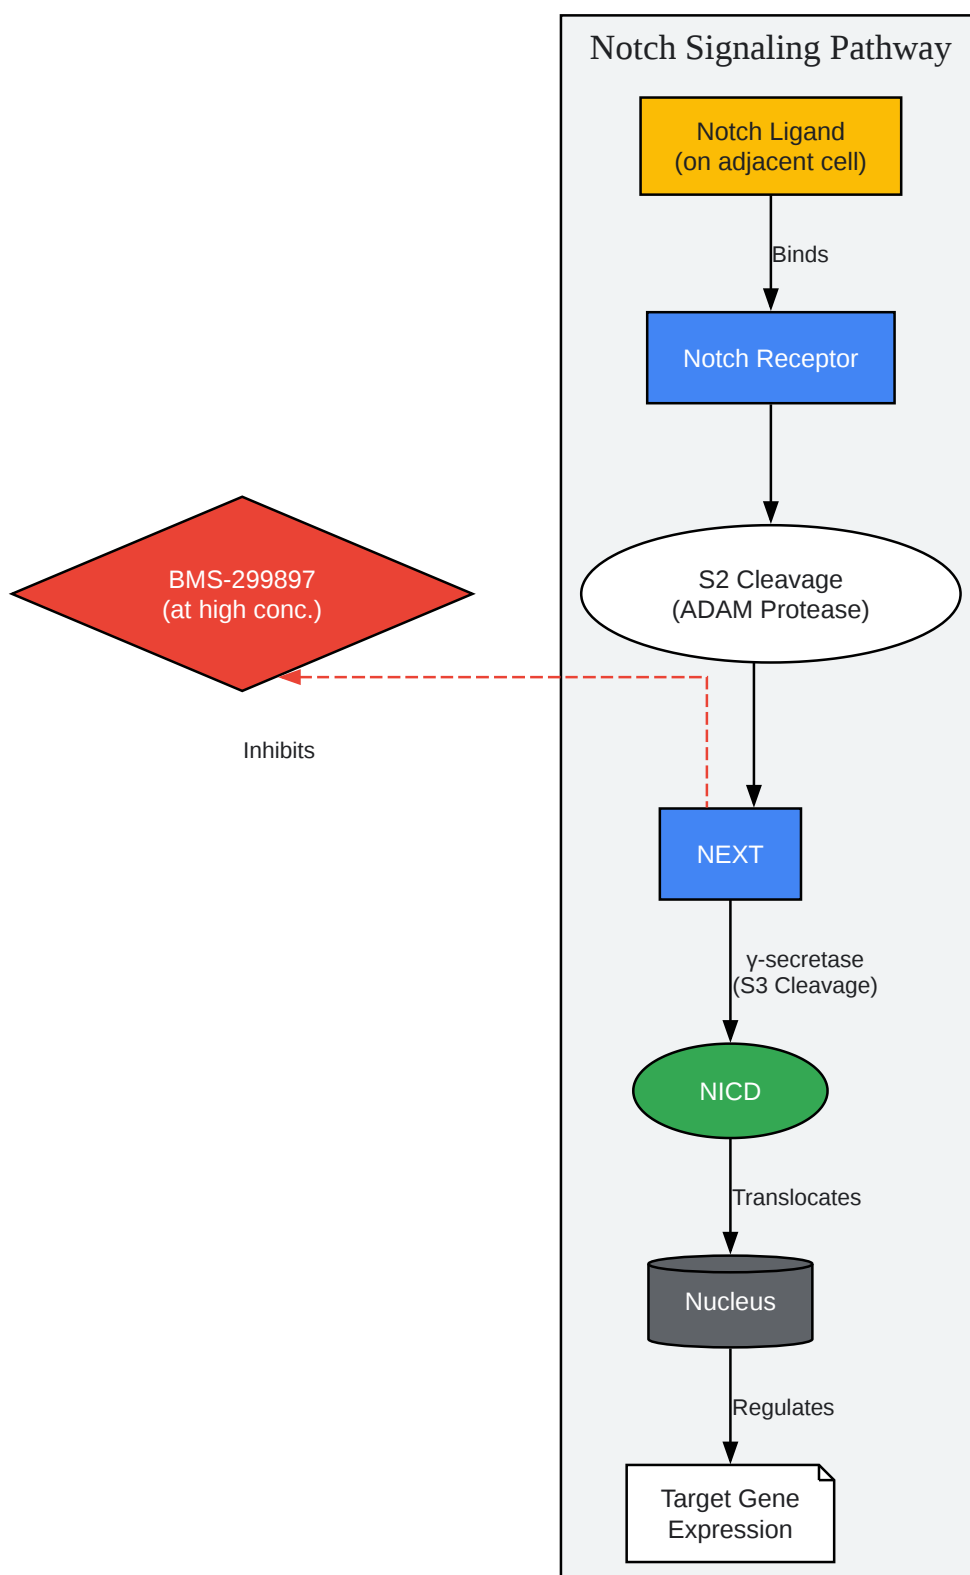 Notch Signaling Pathway
Notch Ligand
(on adjacent cell)
Binds
Notch Receptor
BMS-299897
(at high conc.)
S2 Cleavage
(ADAM Protease)
Inhibits
NEXT
γ-secretase
(S3 Cleavage)
NICD
Translocates
Nucleus
Regulates
Target Gene
Expression